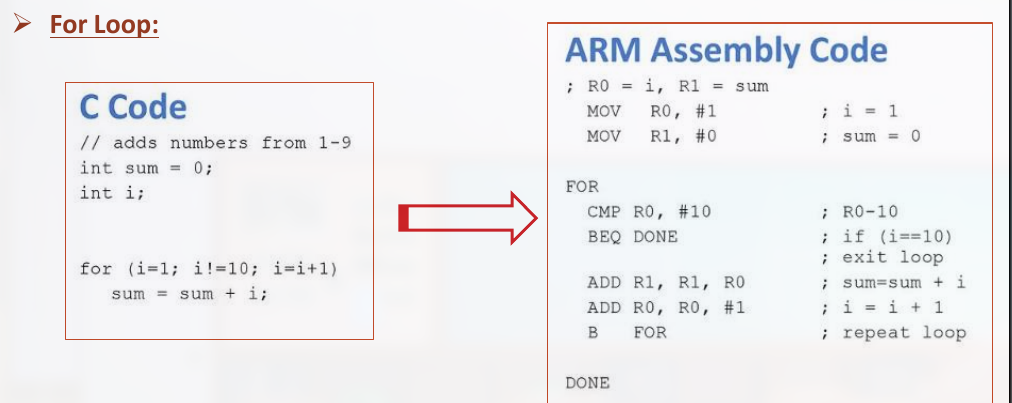 For Loop:
C Code
// adds numbers from 1-9
int sum = 0;
int i;
for (i=1; i!=10; i=i+1)
sum = sum + i;
ARM Assembly Code
; R0 = i, R1 = sum
MOV R0, #1 ; i = 1
MOV R1, #0 ; sum = 0
FOR
CMP R0, #10 ; R0-10
BEQ DONE ; if (i==10)
; exit loop
ADD R1, R1, R0 ; sum=sum + i
ADD R0, R0, #1 ; i = i + 1
B FOR ; repeat loop
DONE